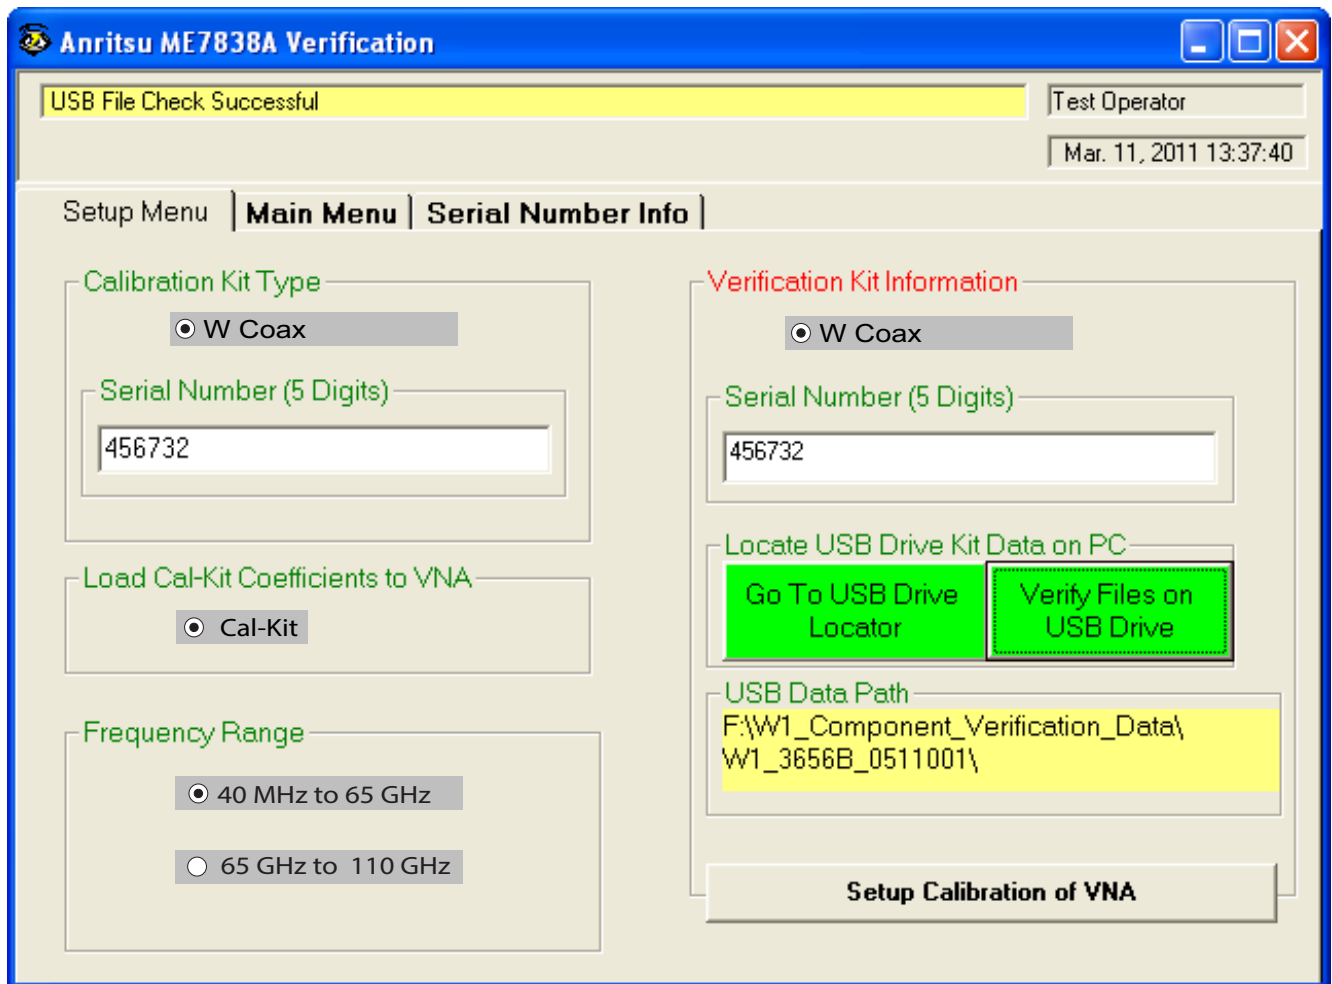 Anritsu ME7838A Verification
USB File Check Successful
Test Operator
Mar. 11, 2011 13:37:40
Setup Menu
Main Menu
Serial Number Info
Calibration Kit Type
W Coax
Serial Number (5 Digits)
456732
Load Cal-Kit Coefficients to VNA
Cal-Kit
Frequency Range
40 MHz to 65 GHz
65 GHz to 110 GHz
Verification Kit Information
W Coax
Serial Number (5 Digits)
456732
Locate USB Drive Kit Data on PC
Go To USB Drive
Locator
Verify Files on
USB Drive
USB Data Path
F:\W1_Component_Verification_Data\
W1_3656B_0511001\
Setup Calibration of VNA